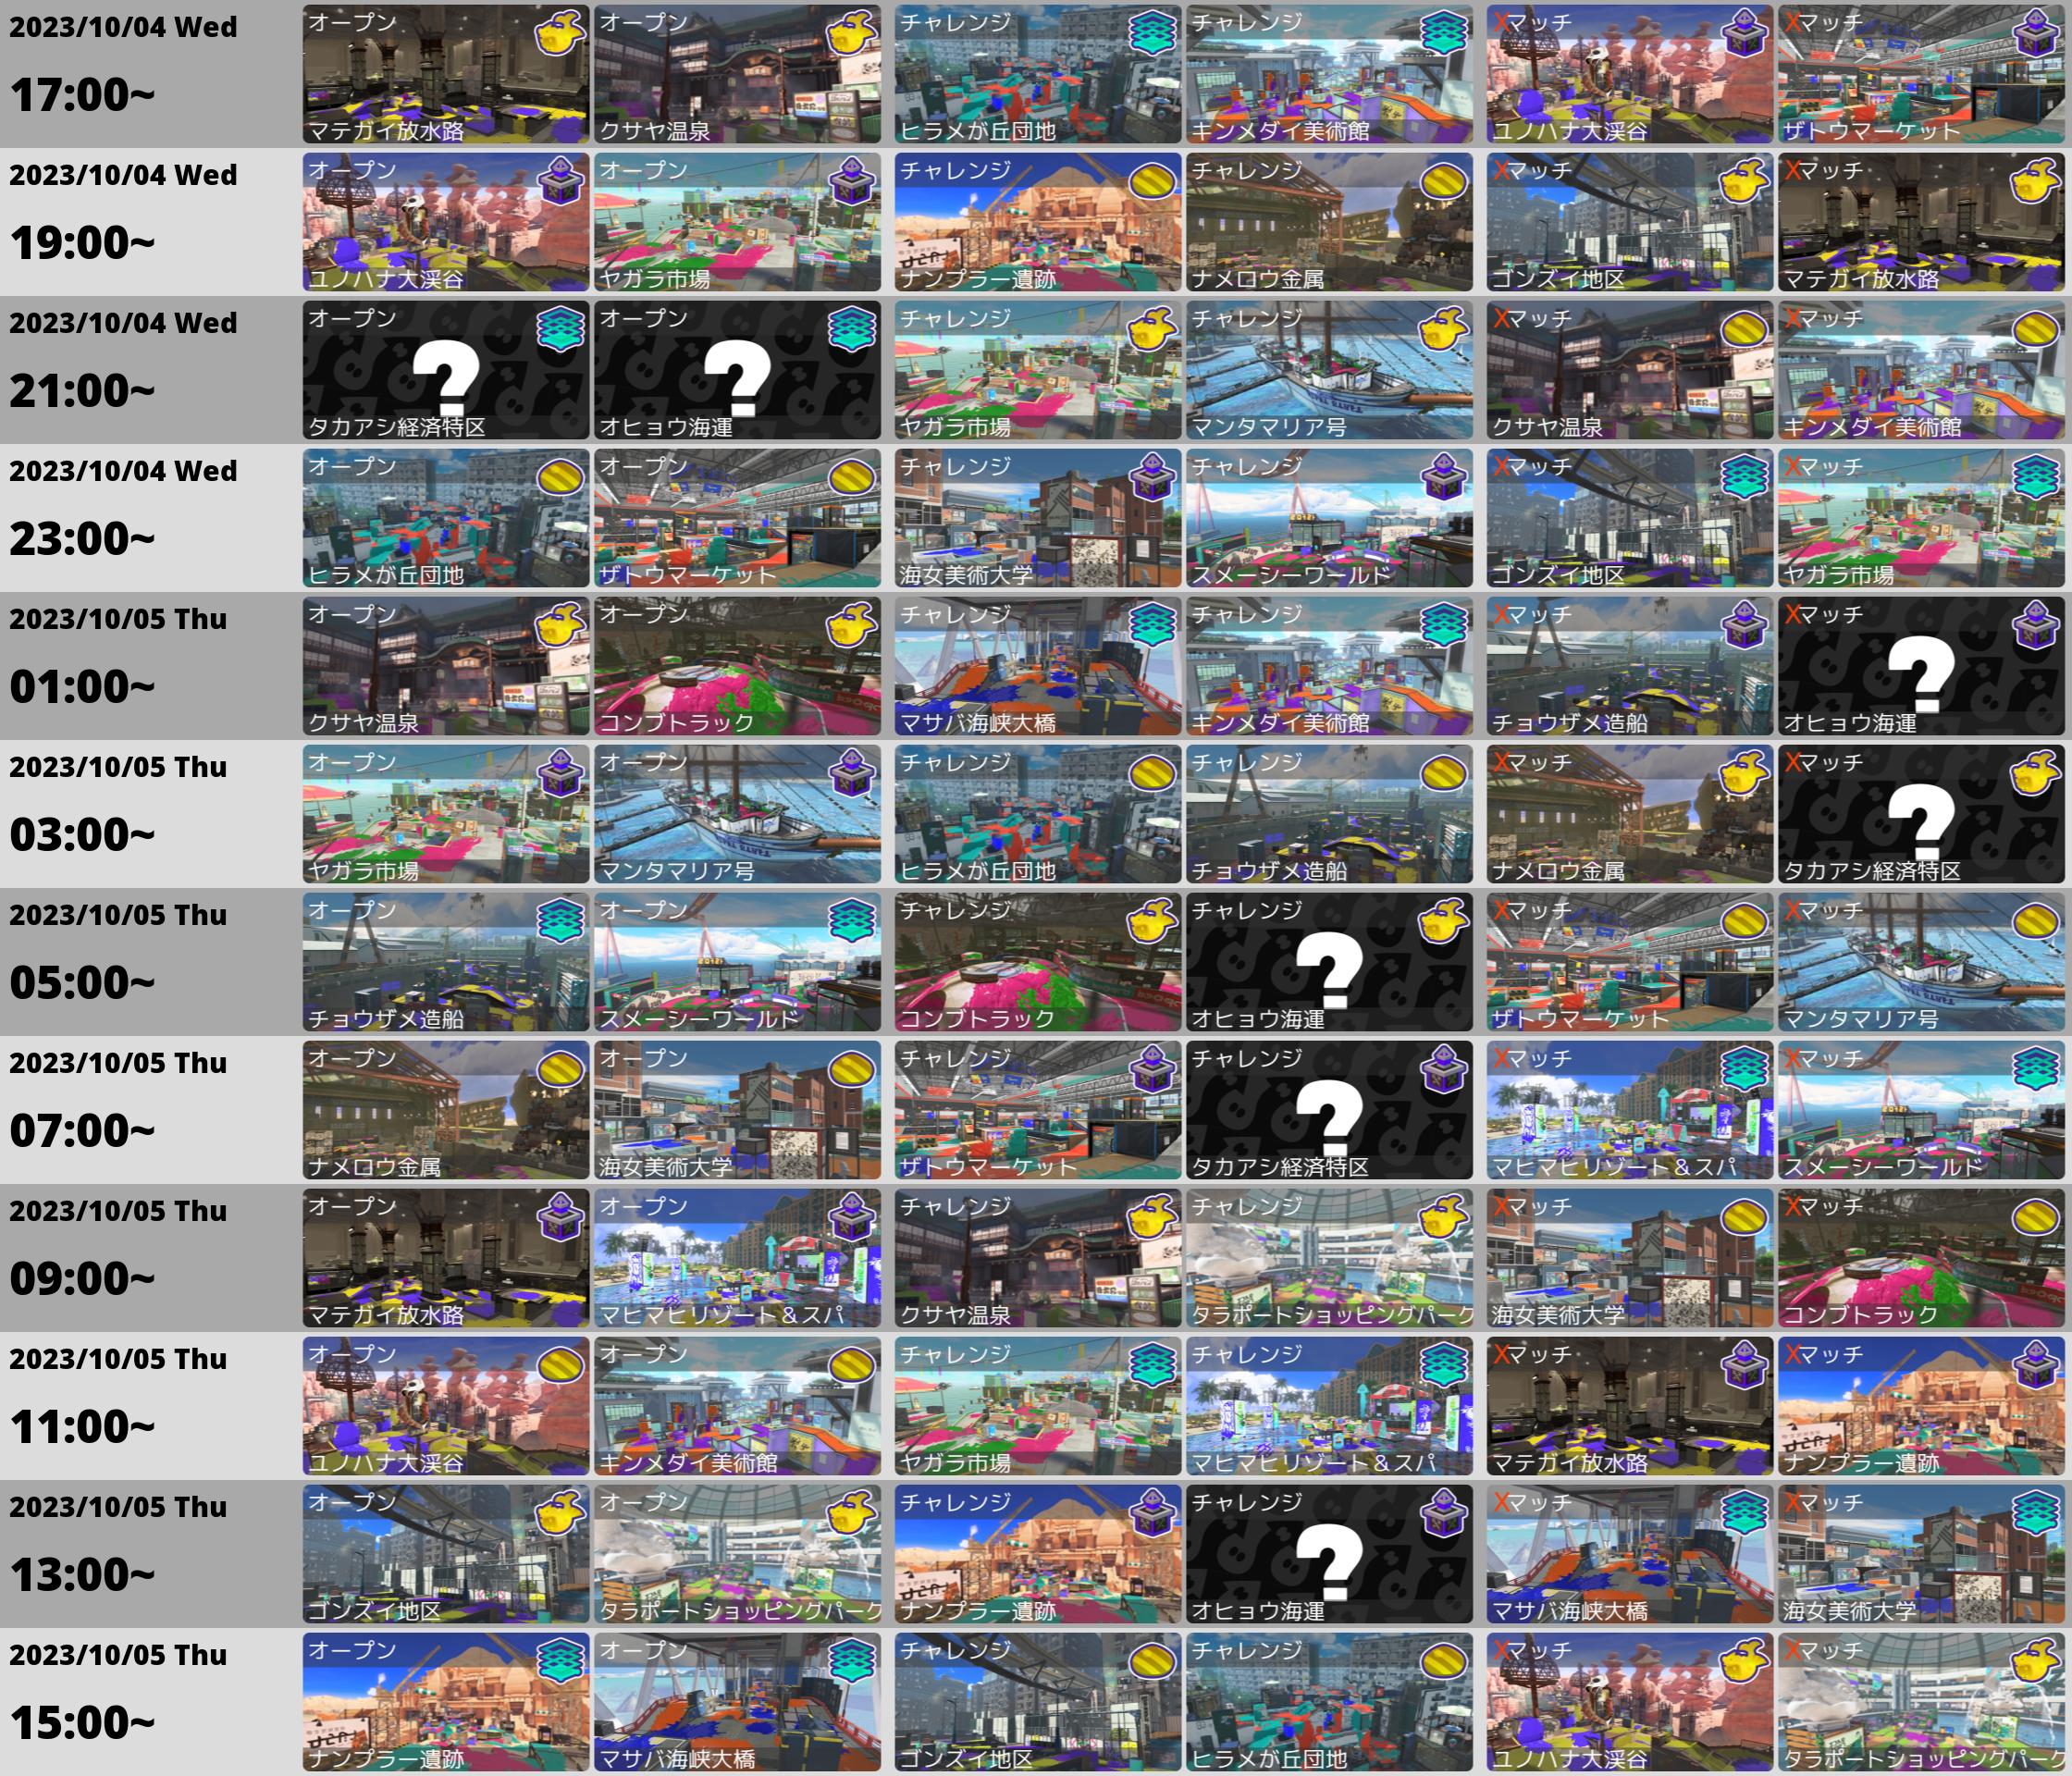 2023/10/04 Wed
17:00~
オープン オープン チャレンジ チャレンジ Xマッチ Xマッチ
マテガイ放水路 クサヤ温泉 ヒラメが丘団地 キンメダイ美術館 ユノハナ大渓谷 ザトウマーケット
2023/10/04 Wed
19:00~
オープン オープン チャレンジ チャレンジ Xマッチ Xマッチ
ユノハナ大渓谷 ヤガラ市場 ナンプラー遺跡 ナメロウ金属 ゴンズイ地区 マテガイ放水路
2023/10/04 Wed
21:00~
オープン オープン チャレンジ チャレンジ Xマッチ Xマッチ
? ?
タカアシ経済特区 オヒョウ海運 ヤガラ市場 マンタマリア号 クサヤ温泉 キンメダイ美術館
2023/10/04 Wed
23:00~
オープン オープン チャレンジ チャレンジ Xマッチ Xマッチ
ヒラメが丘団地 ザトウマーケット 海女美術大学 スメーシーワールド ゴンズイ地区 ヤガラ市場
2023/10/05 Thu
01:00~
オープン オープン チャレンジ チャレンジ Xマッチ Xマッチ
?
クサヤ温泉 コンブトラック マサバ海峡大橋 キンメダイ美術館 チョウザメ造船 オヒョウ海運
2023/10/05 Thu
03:00~
オープン オープン チャレンジ チャレンジ Xマッチ Xマッチ
?
ヤガラ市場 マンタマリア号 ヒラメが丘団地 チョウザメ造船 ナメロウ金属 タカアシ経済特区
2023/10/05 Thu
05:00~
オープン オープン チャレンジ チャレンジ Xマッチ Xマッチ
?
チョウザメ造船 スメーシーワールド コンブトラック オヒョウ海運 ザトウマーケット マンタマリア号
2023/10/05 Thu
07:00~
オープン オープン チャレンジ チャレンジ Xマッチ Xマッチ
?
ナメロウ金属 海女美術大学 ザトウマーケット タカアシ経済特区 マヒマヒリゾート&スパ スメーシーワールド
2023/10/05 Thu
09:00~
オープン オープン チャレンジ チャレンジ Xマッチ Xマッチ
マテガイ放水路 マヒマヒリゾート&スパ クサヤ温泉 タラポートショッピングパーク 海女美術大学 コンブトラック
2023/10/05 Thu
11:00~
オープン オープン チャレンジ チャレンジ Xマッチ Xマッチ
ユノハナ大渓谷 キンメダイ美術館 ヤガラ市場 マヒマヒリゾート&スパ マテガイ放水路 ナンプラー遺跡
2023/10/05 Thu
13:00~
オープン オープン チャレンジ チャレンジ Xマッチ Xマッチ
?
ゴンズイ地区 タラポートショッピングパーク ナンプラー遺跡 オヒョウ海運 マサバ海峡大橋 海女美術大学
2023/10/05 Thu
15:00~
オープン オープン チャレンジ チャレンジ Xマッチ Xマッチ
ナンプラー遺跡 マサバ海峡大橋 ゴンズイ地区 ヒラメが丘団地 ユノハナ大渓谷 タラポートショッピングパーク